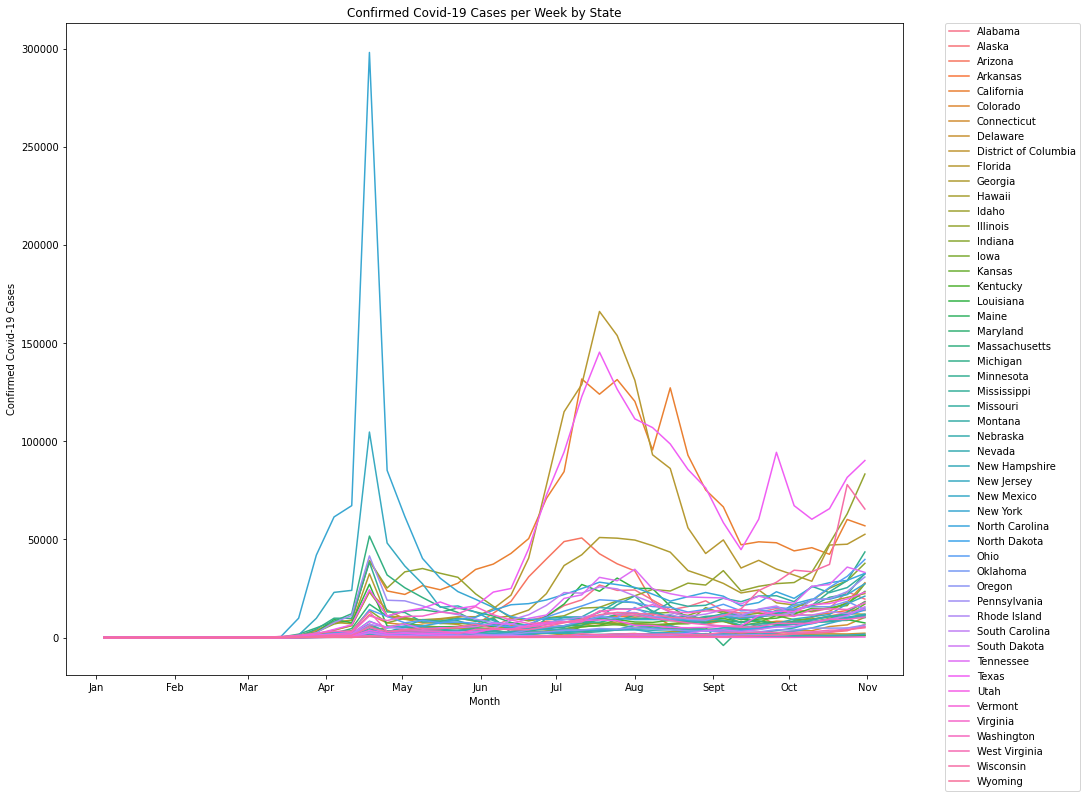 Confirmed Covid-19 Cases per Week by State
300000
250000
200000
150000
100000
50000
0
Confirmed Covid-19 Cases
Jan Feb Mar Apr May Jun Jul Aug Sept Oct Nov
Month
Alabama
Alaska
Arizona
Arkansas
California
Colorado
Connecticut
Delaware
District of Columbia
Florida
Georgia
Hawaii
Idaho
Illinois
Indiana
Iowa
Kansas
Kentucky
Louisiana
Maine
Maryland
Massachusetts
Michigan
Minnesota
Mississippi
Missouri
Montana
Nebraska
Nevada
New Hampshire
New Jersey
New Mexico
New York
North Carolina
North Dakota
Ohio
Oklahoma
Oregon
Pennsylvania
Rhode Island
South Carolina
South Dakota
Tennessee
Texas
Utah
Vermont
Virginia
Washington
West Virginia
Wisconsin
Wyoming